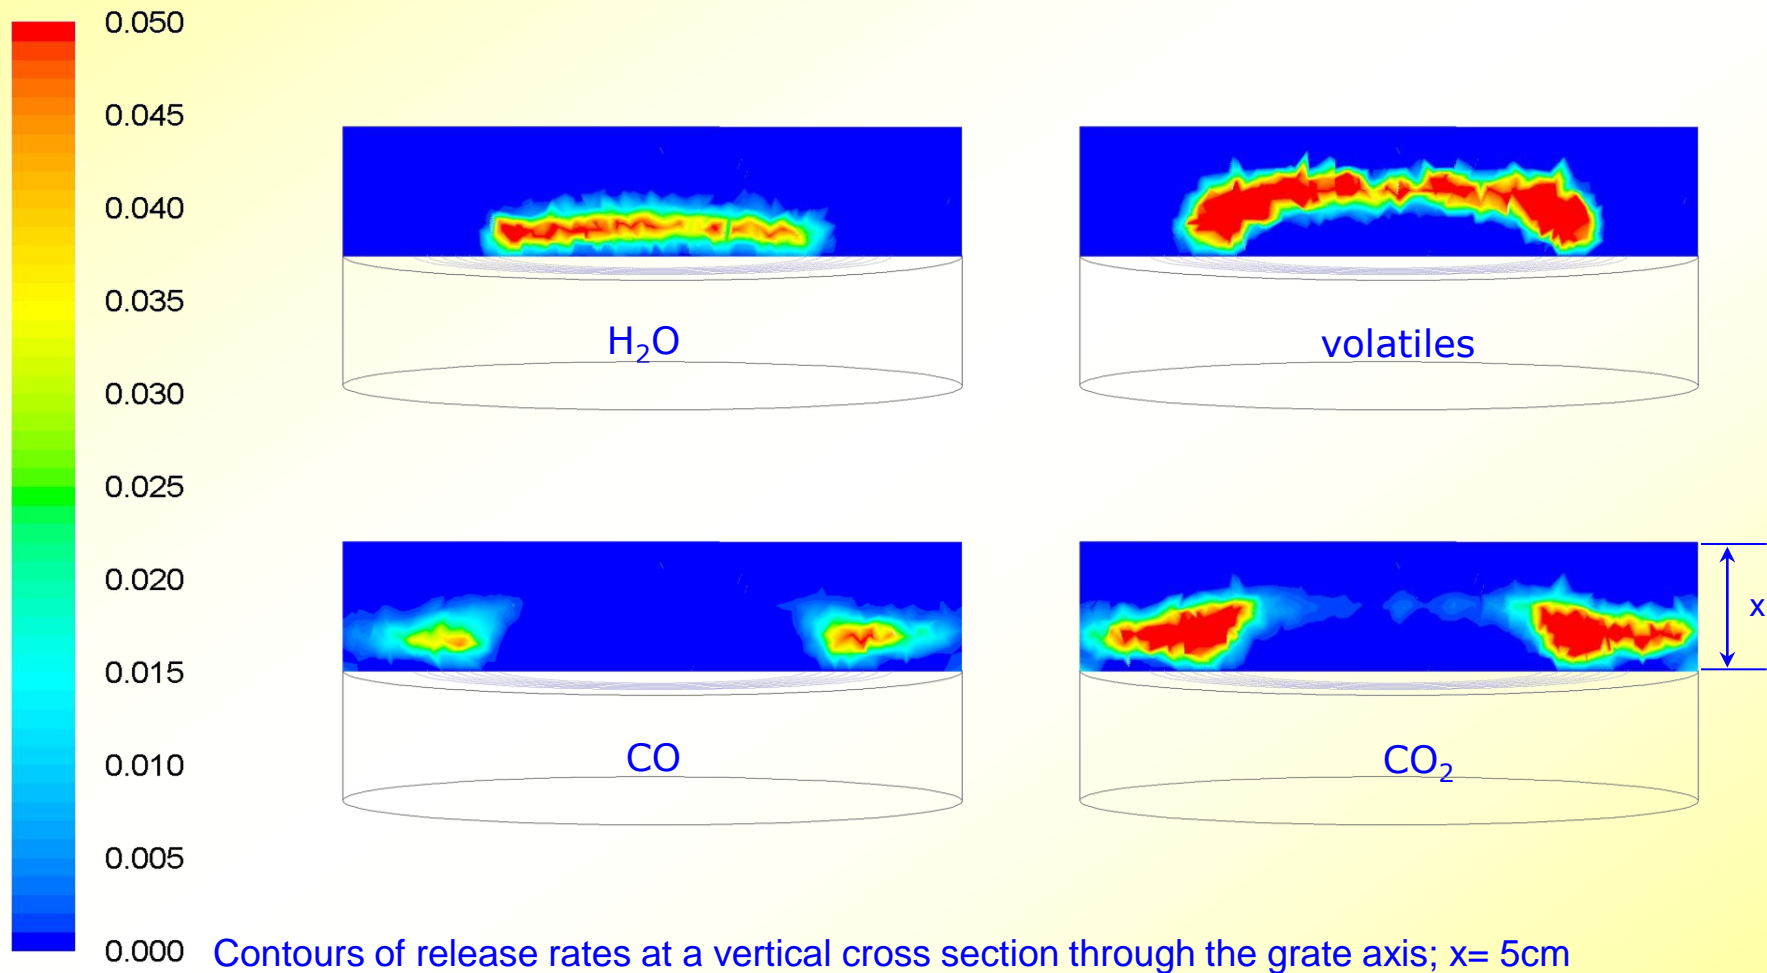 0.050
0.045
0.040
0.035
0.030
0.025
0.020
0.015
0.010
0.005
0.000
H₂O
volatiles
CO
CO₂
x
Contours of release rates at a vertical cross section through the grate axis; x= 5cm